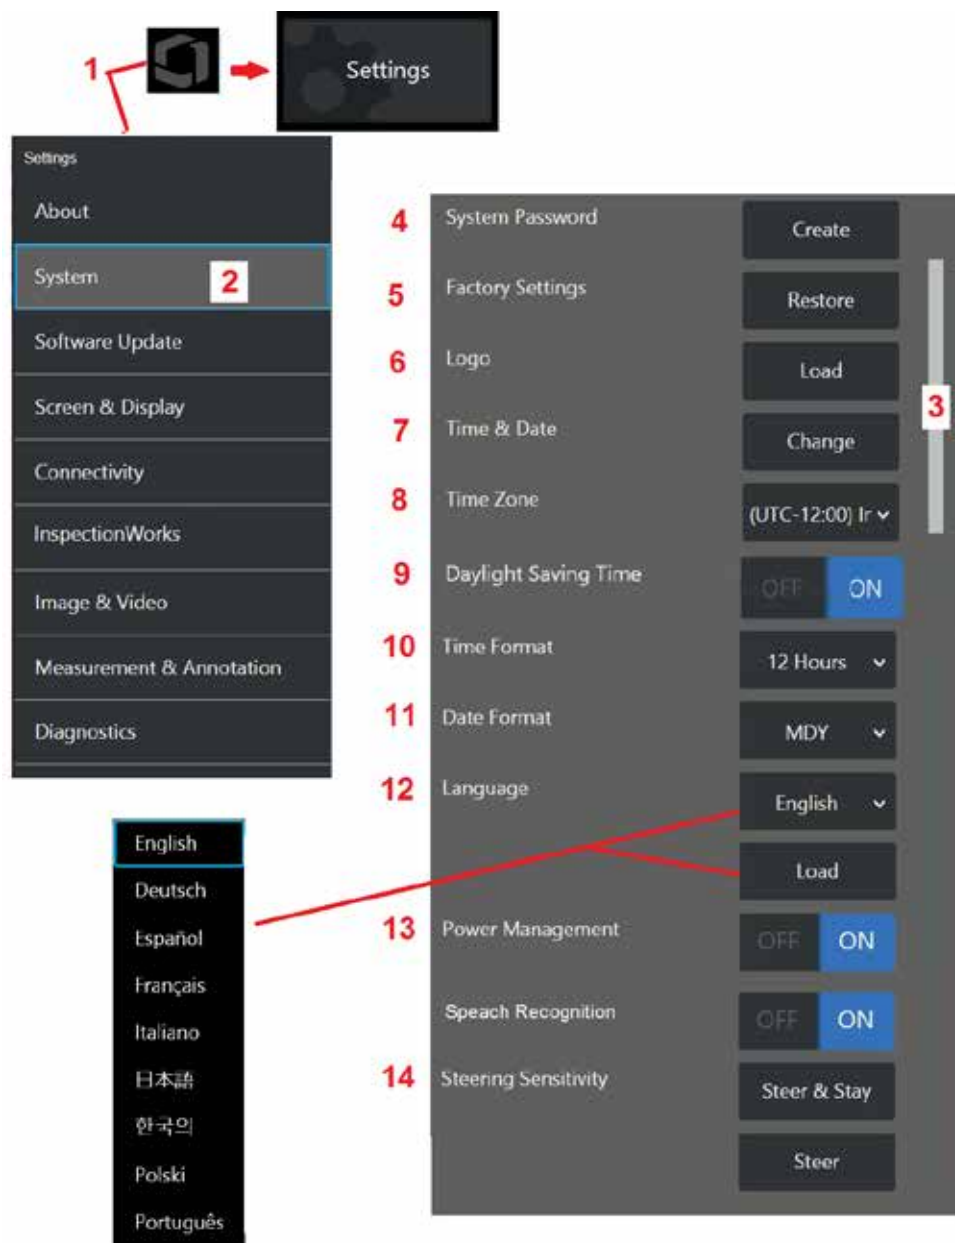 1
Settings
Settings
About
System 2
Software Update
Screen & Display
Connectivity
InspectionWorks
Image & Video
Measurement & Annotation
Diagnostics
3
4 System Password Create
5 Factory Settings Restore
6 Logo Load
7 Time & Date Change
8 Time Zone (UTC-12:00) Ir
9 Daylight Saving Time OFF ON
10 Time Format 12 Hours
11 Date Format MDY
12 Language English
Load
13 Power Management OFF ON
Speach Recognition OFF ON
14 Steering Sensitivity Steer & Stay
Steer
English
Deutsch
Español
Français
Italiano
日本語
한국의
Polski
Português